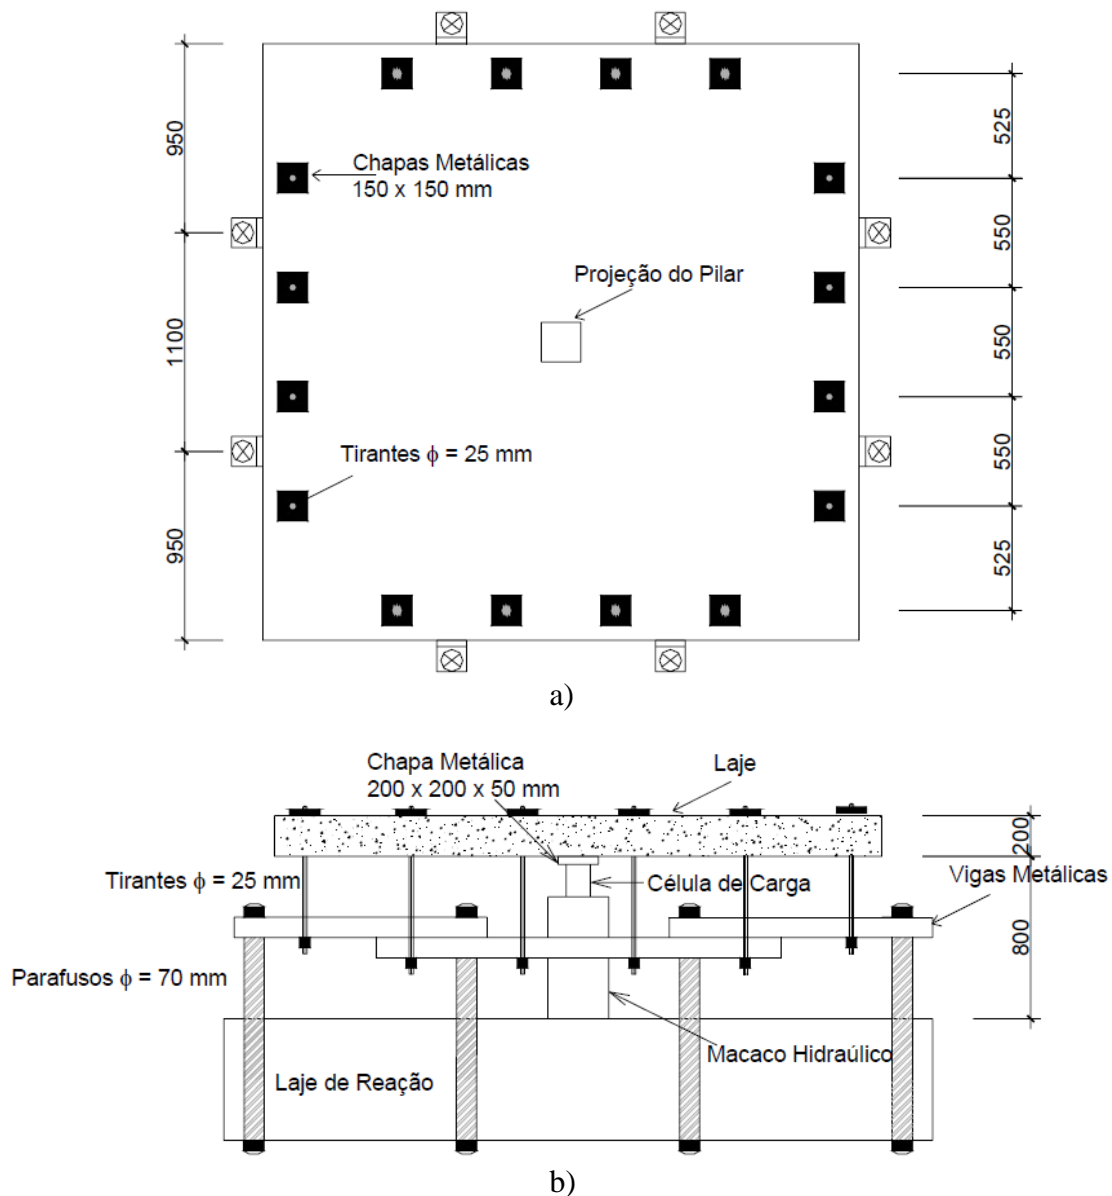 950
1100
950
Chapas Metálicas
150 x 150 mm
Projeção do Pilar
Tirantes ϕ = 25 mm
525
550
550
550
525
a)
Chapa Metálica
200 x 200 x 50 mm
Laje
200
Tirantes ϕ = 25 mm
Célula de Carga
Vigas Metálicas
800
Parafusos ϕ = 70 mm
Macaco Hidraúlico
Laje de Reação
b)